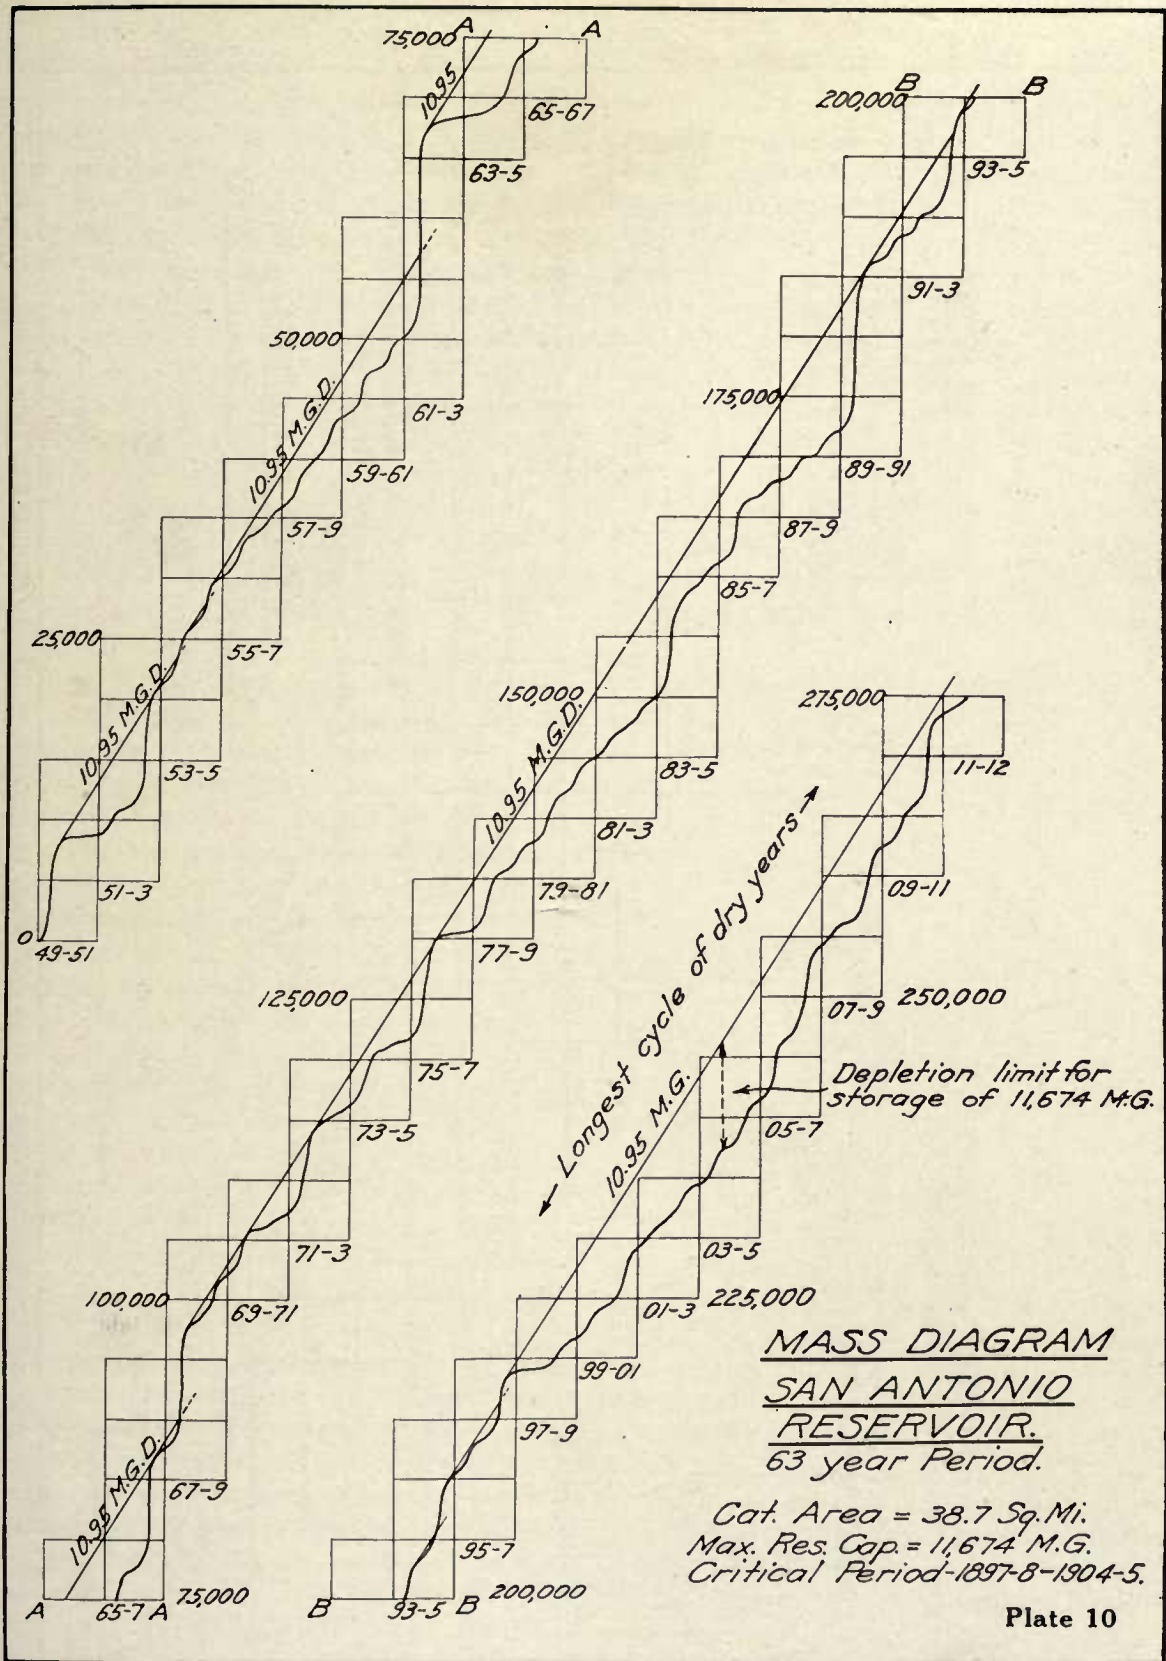 75,000 A A
10.95
65-67
63-5
50,000
61-3
10.95 M.G.D.
59-61
57-9
25,000
55-7
10.95 M.G.D.
53-5
51-3
0
49-51
200,000 B B
93-5
91-3
175,000
89-91
87-9
85-7
150,000
83-5
10.95 M.G.D.
81-3
79-81
77-9
125,000
75-7
73-5
71-3
100,000
69-71
67-9
10.95 M.G.D.
A 65-7 A 75,000
275,000
11-12
09-11
Longest cycle of dry years
07-9 250,000
Depletion limit for
storage of 11,674 M.G.
05-7
10.95 M.G.
03-5
01-3 225,000
99-01
97-9
95-7
B 93-5 B 200,000
MASS DIAGRAM
SAN ANTONIO
RESERVOIR.
63 year Period.
Cat. Area = 38.7 Sq. Mi.
Max. Res. Cap. = 11,674 M.G.
Critical Period-1897-8-1904-5.
Plate 10